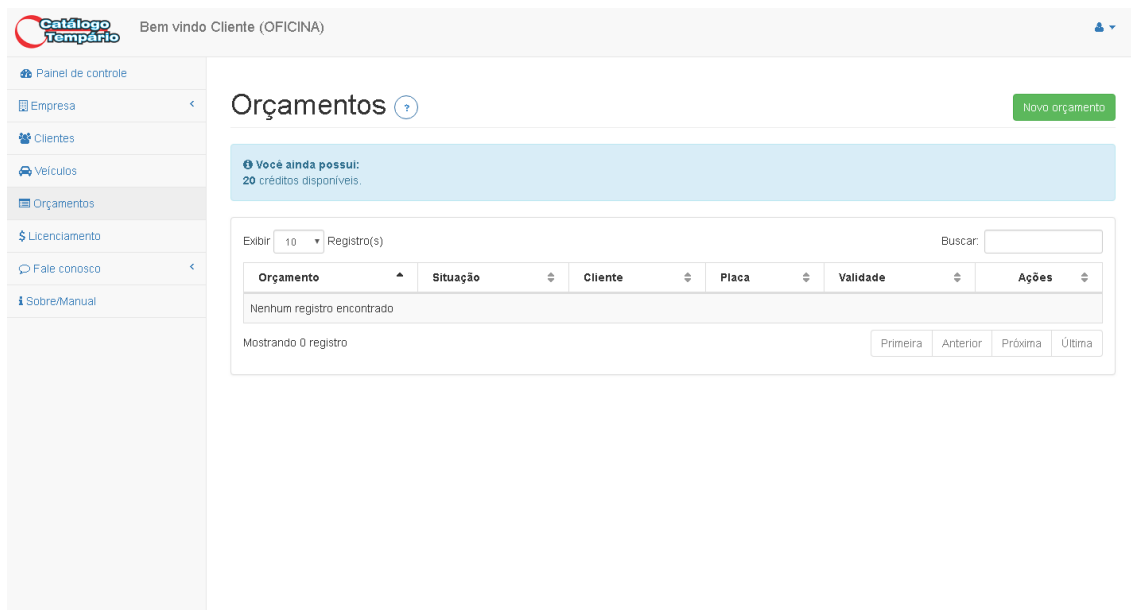 Catálogo
Tempário
Bem vindo Cliente (OFICINA)
Painel de controle
Empresa
Clientes
Veículos
Orçamentos
Licenciamento
Fale conosco
Sobre/Manual
Orçamentos ?
Novo orçamento
Você ainda possui:
20 créditos disponíveis.
Exibir 10 Registro(s)
Buscar:
Orçamento Situação Cliente Placa Validade Ações
Nenhum registro encontrado
Mostrando 0 registro
Primeira Anterior Próxima Última